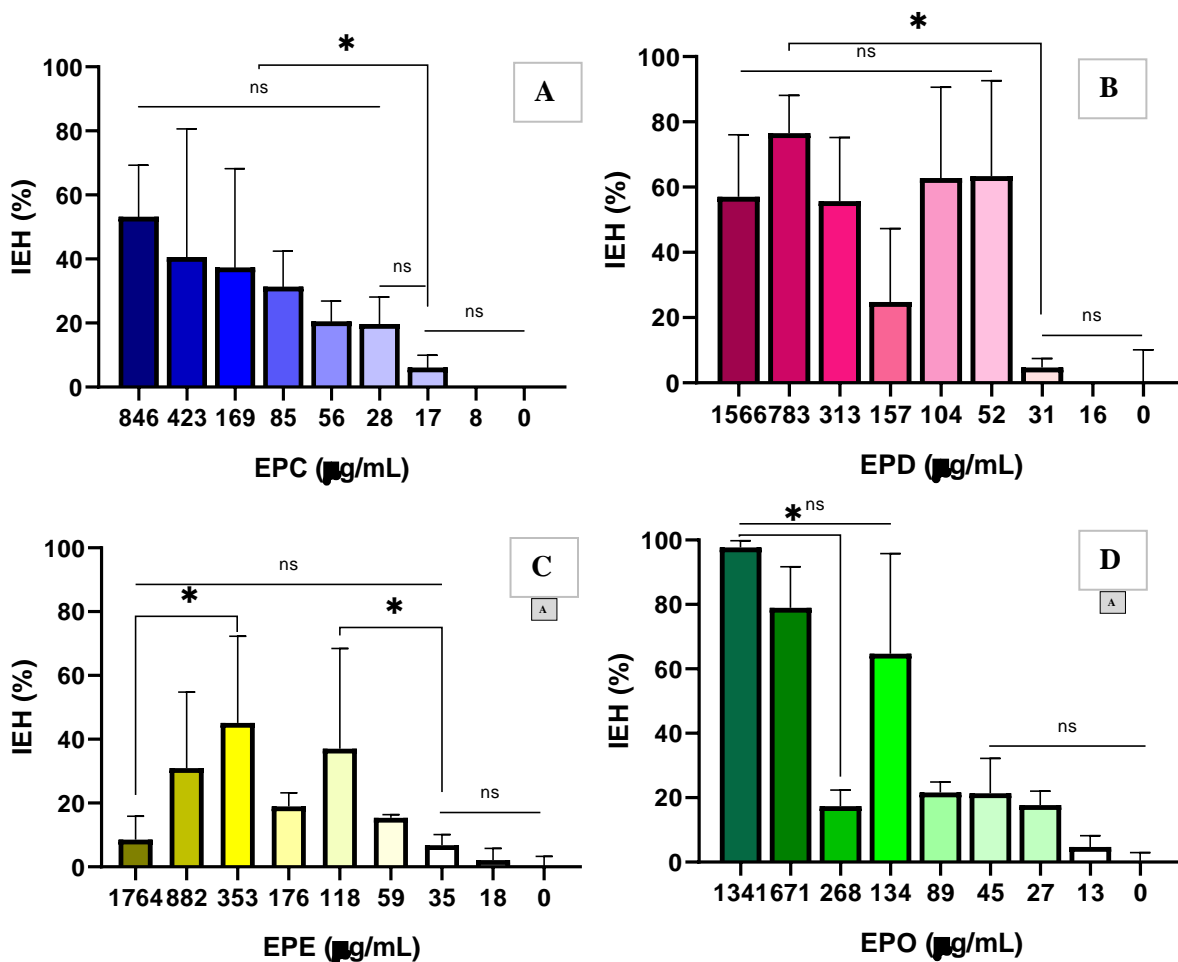 *
ns
100
80
60
40
20
0
IEH (%)
A
ns
ns
846 423 169 85 56 28 17 8 0
EPC (μg/mL)
*
ns
100
80
60
40
20
0
IEH (%)
B
ns
1566 783 313 157 104 52 31 16 0
EPD (μg/mL)
100
80
60
40
20
0
IEH (%)
ns
C
A
*
*
ns
1764 882 353 176 118 59 35 18 0
EPE (μg/mL)
*
ns
100
80
60
40
20
0
IEH (%)
D
A
ns
1341 671 268 134 89 45 27 13 0
EPO (μg/mL)